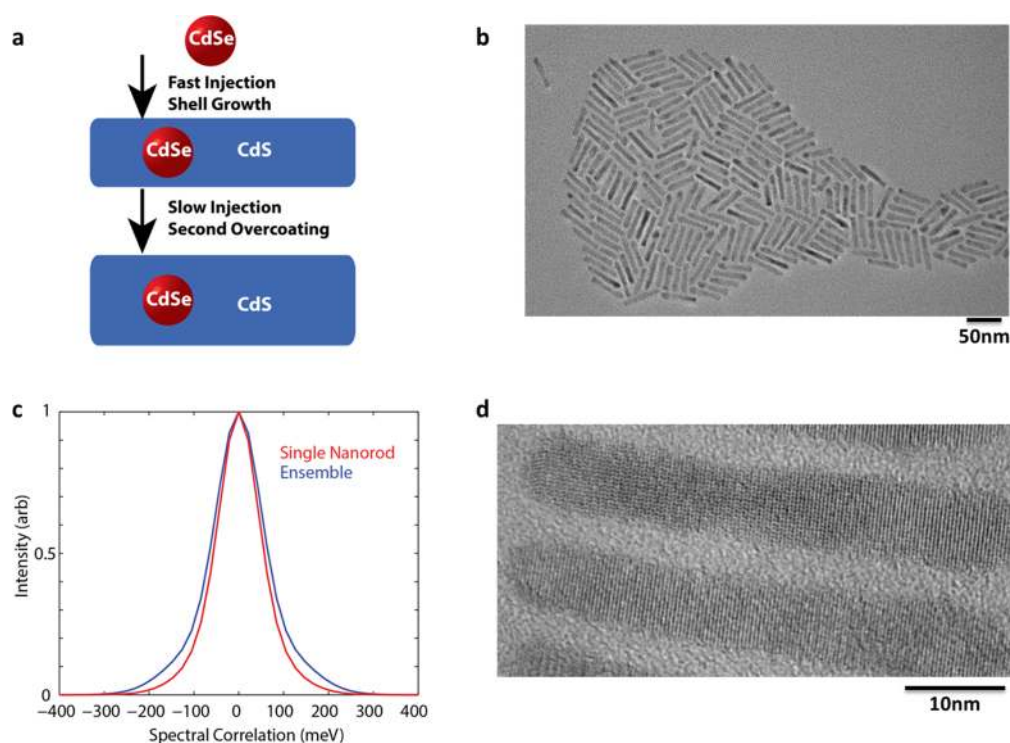 a
CdSe
Fast Injection
Shell Growth
CdSe CdS
Slow Injection
Second Overcoating
CdSe CdS
b
50nm
c
1
0.5
0
Intensity (arb)
Single Nanorod
Ensemble
−400 −300 −200 −100 0 100 200 300 400
Spectral Correlation (meV)
d
10nm